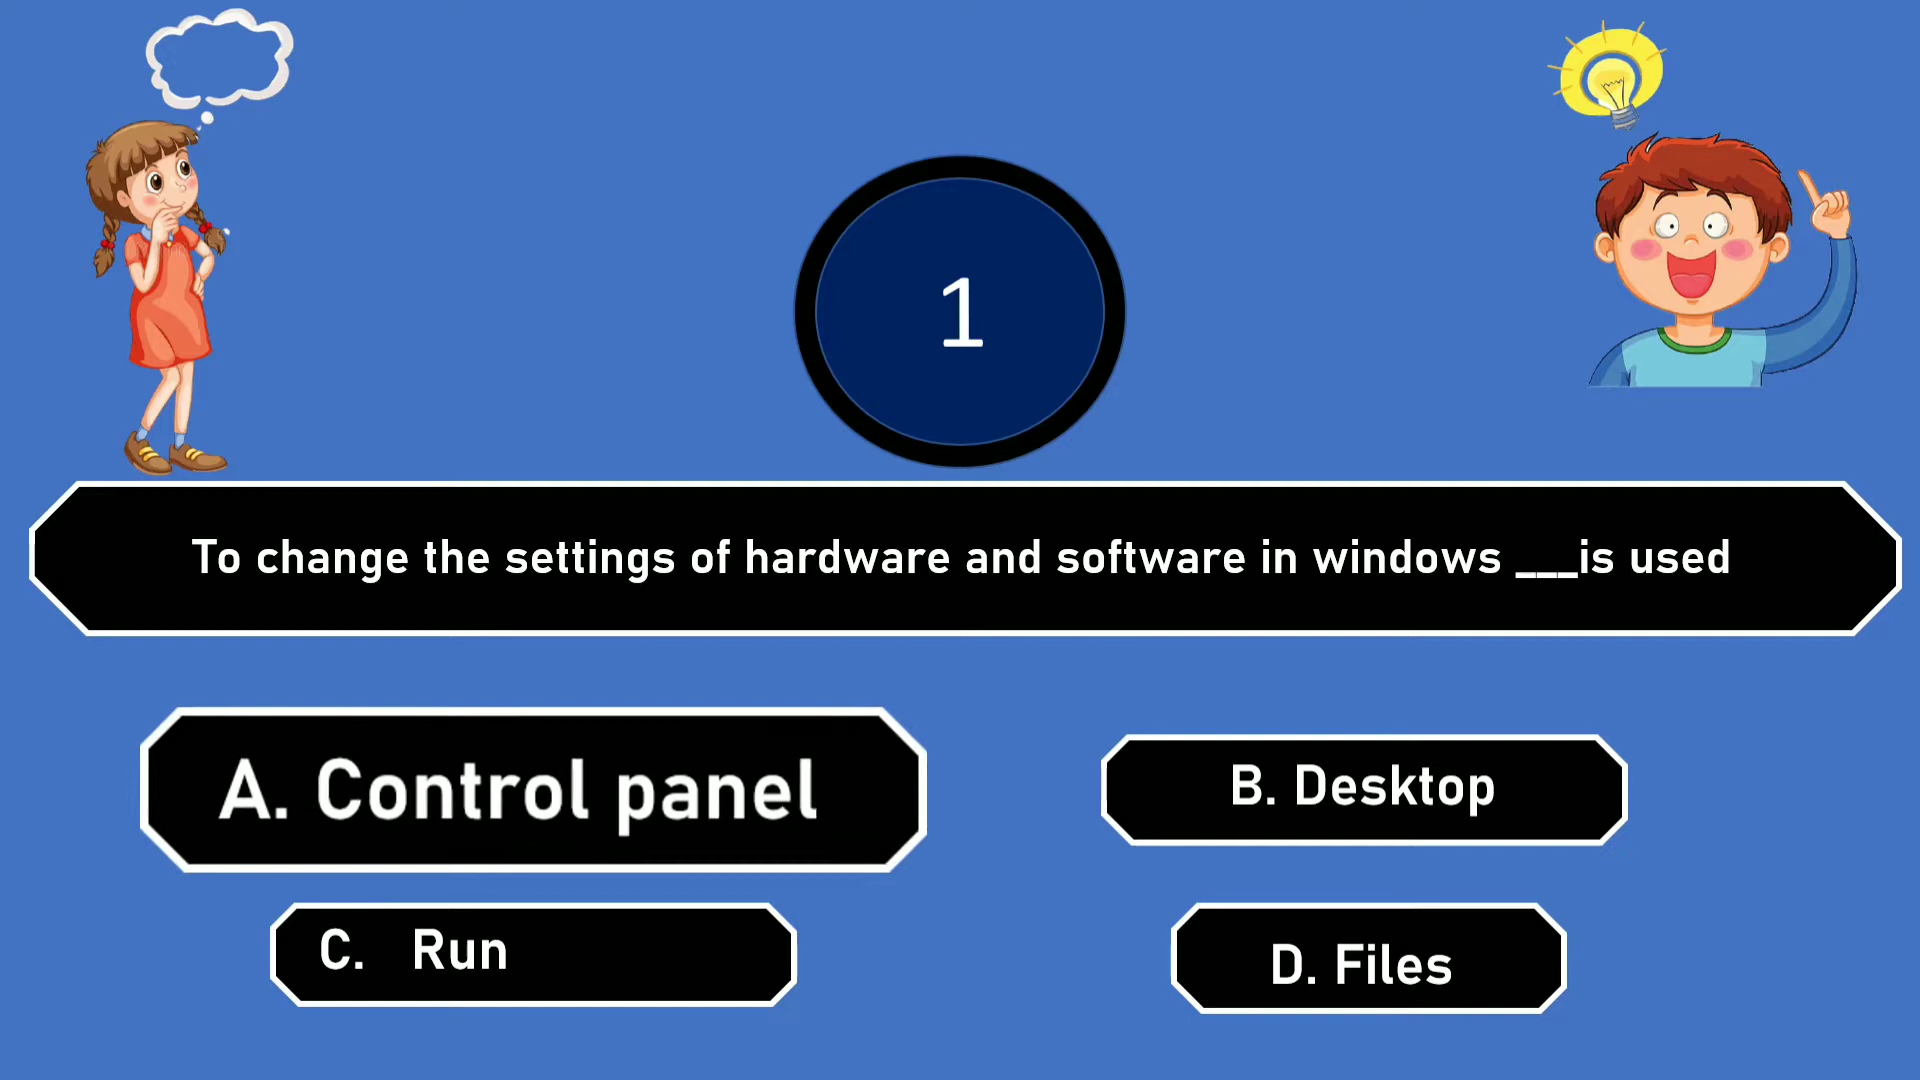 1
To change the settings of hardware and software in windows ___is used
A. Control panel
B. Desktop
C. Run
D. Files